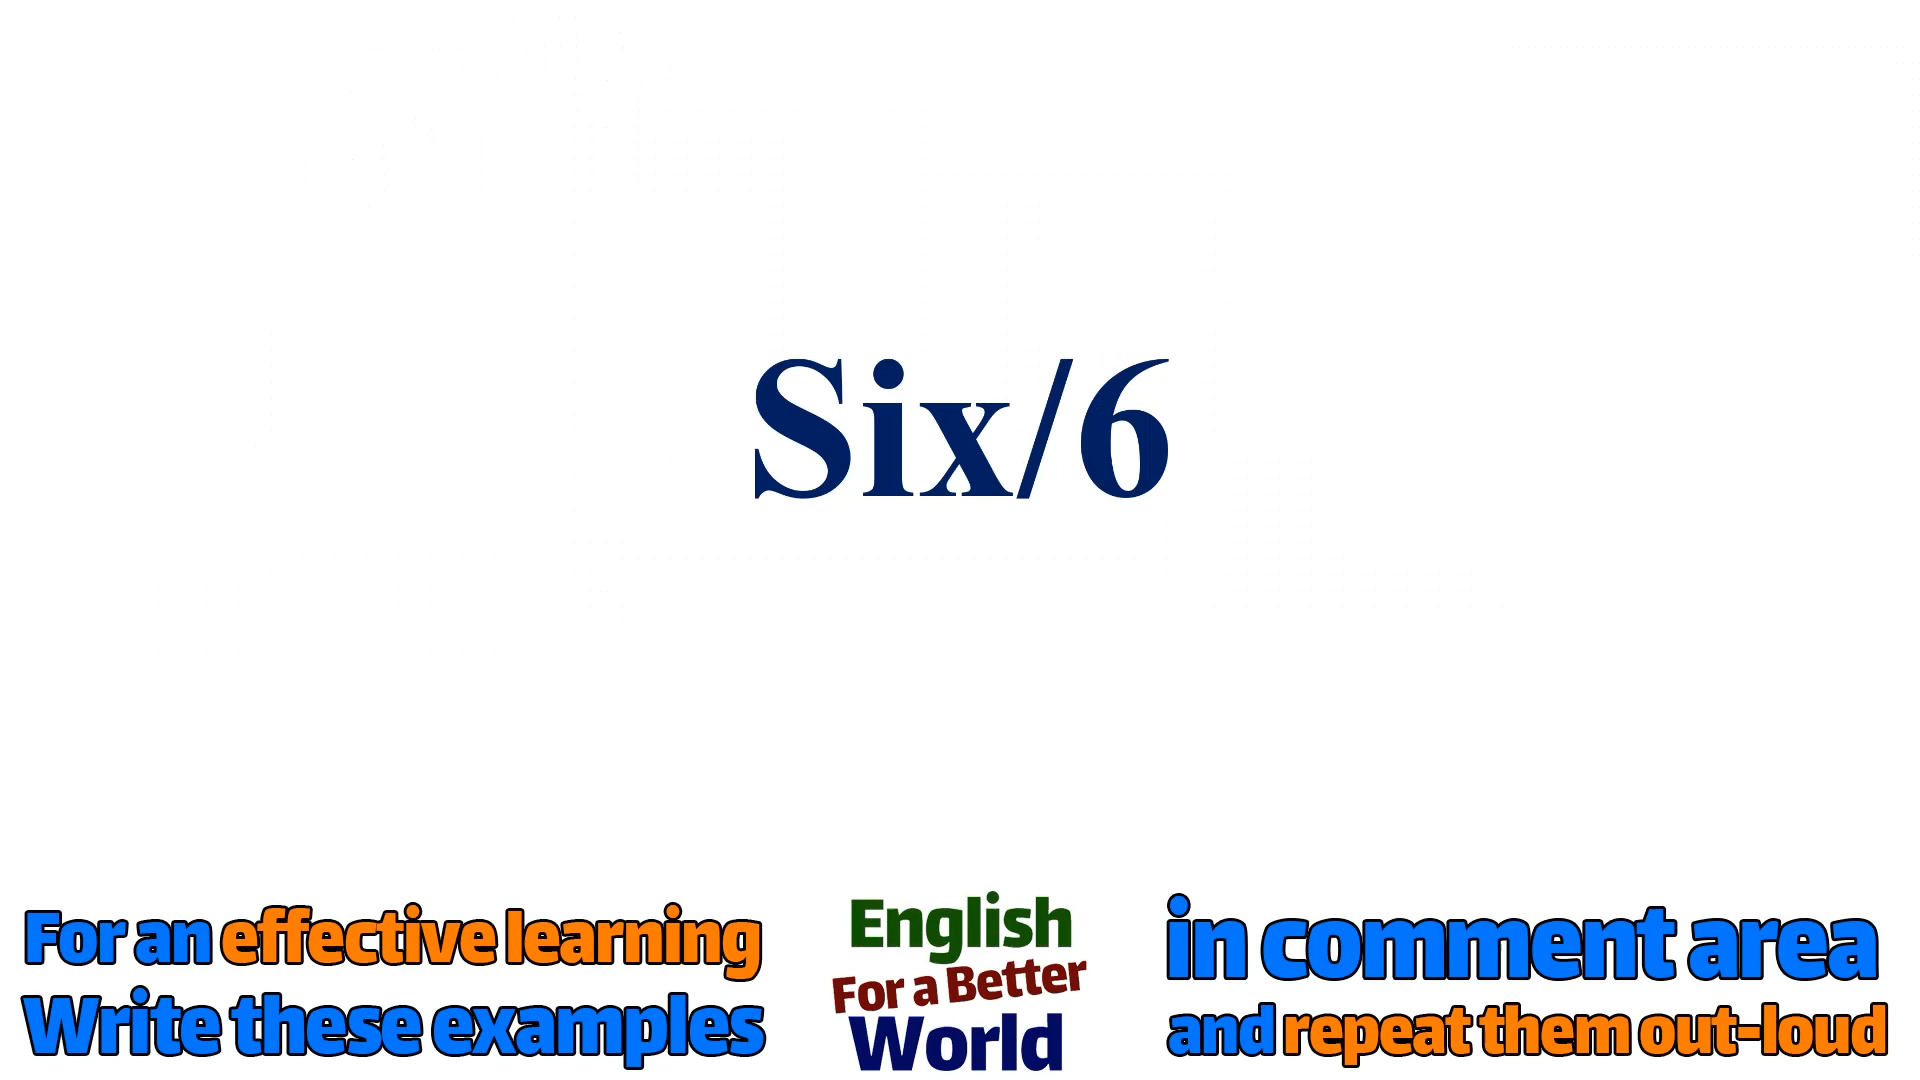 Six/6
For an effective learning
Write these examples
English
For a Better
World
in comment area
and repeat them out-loud